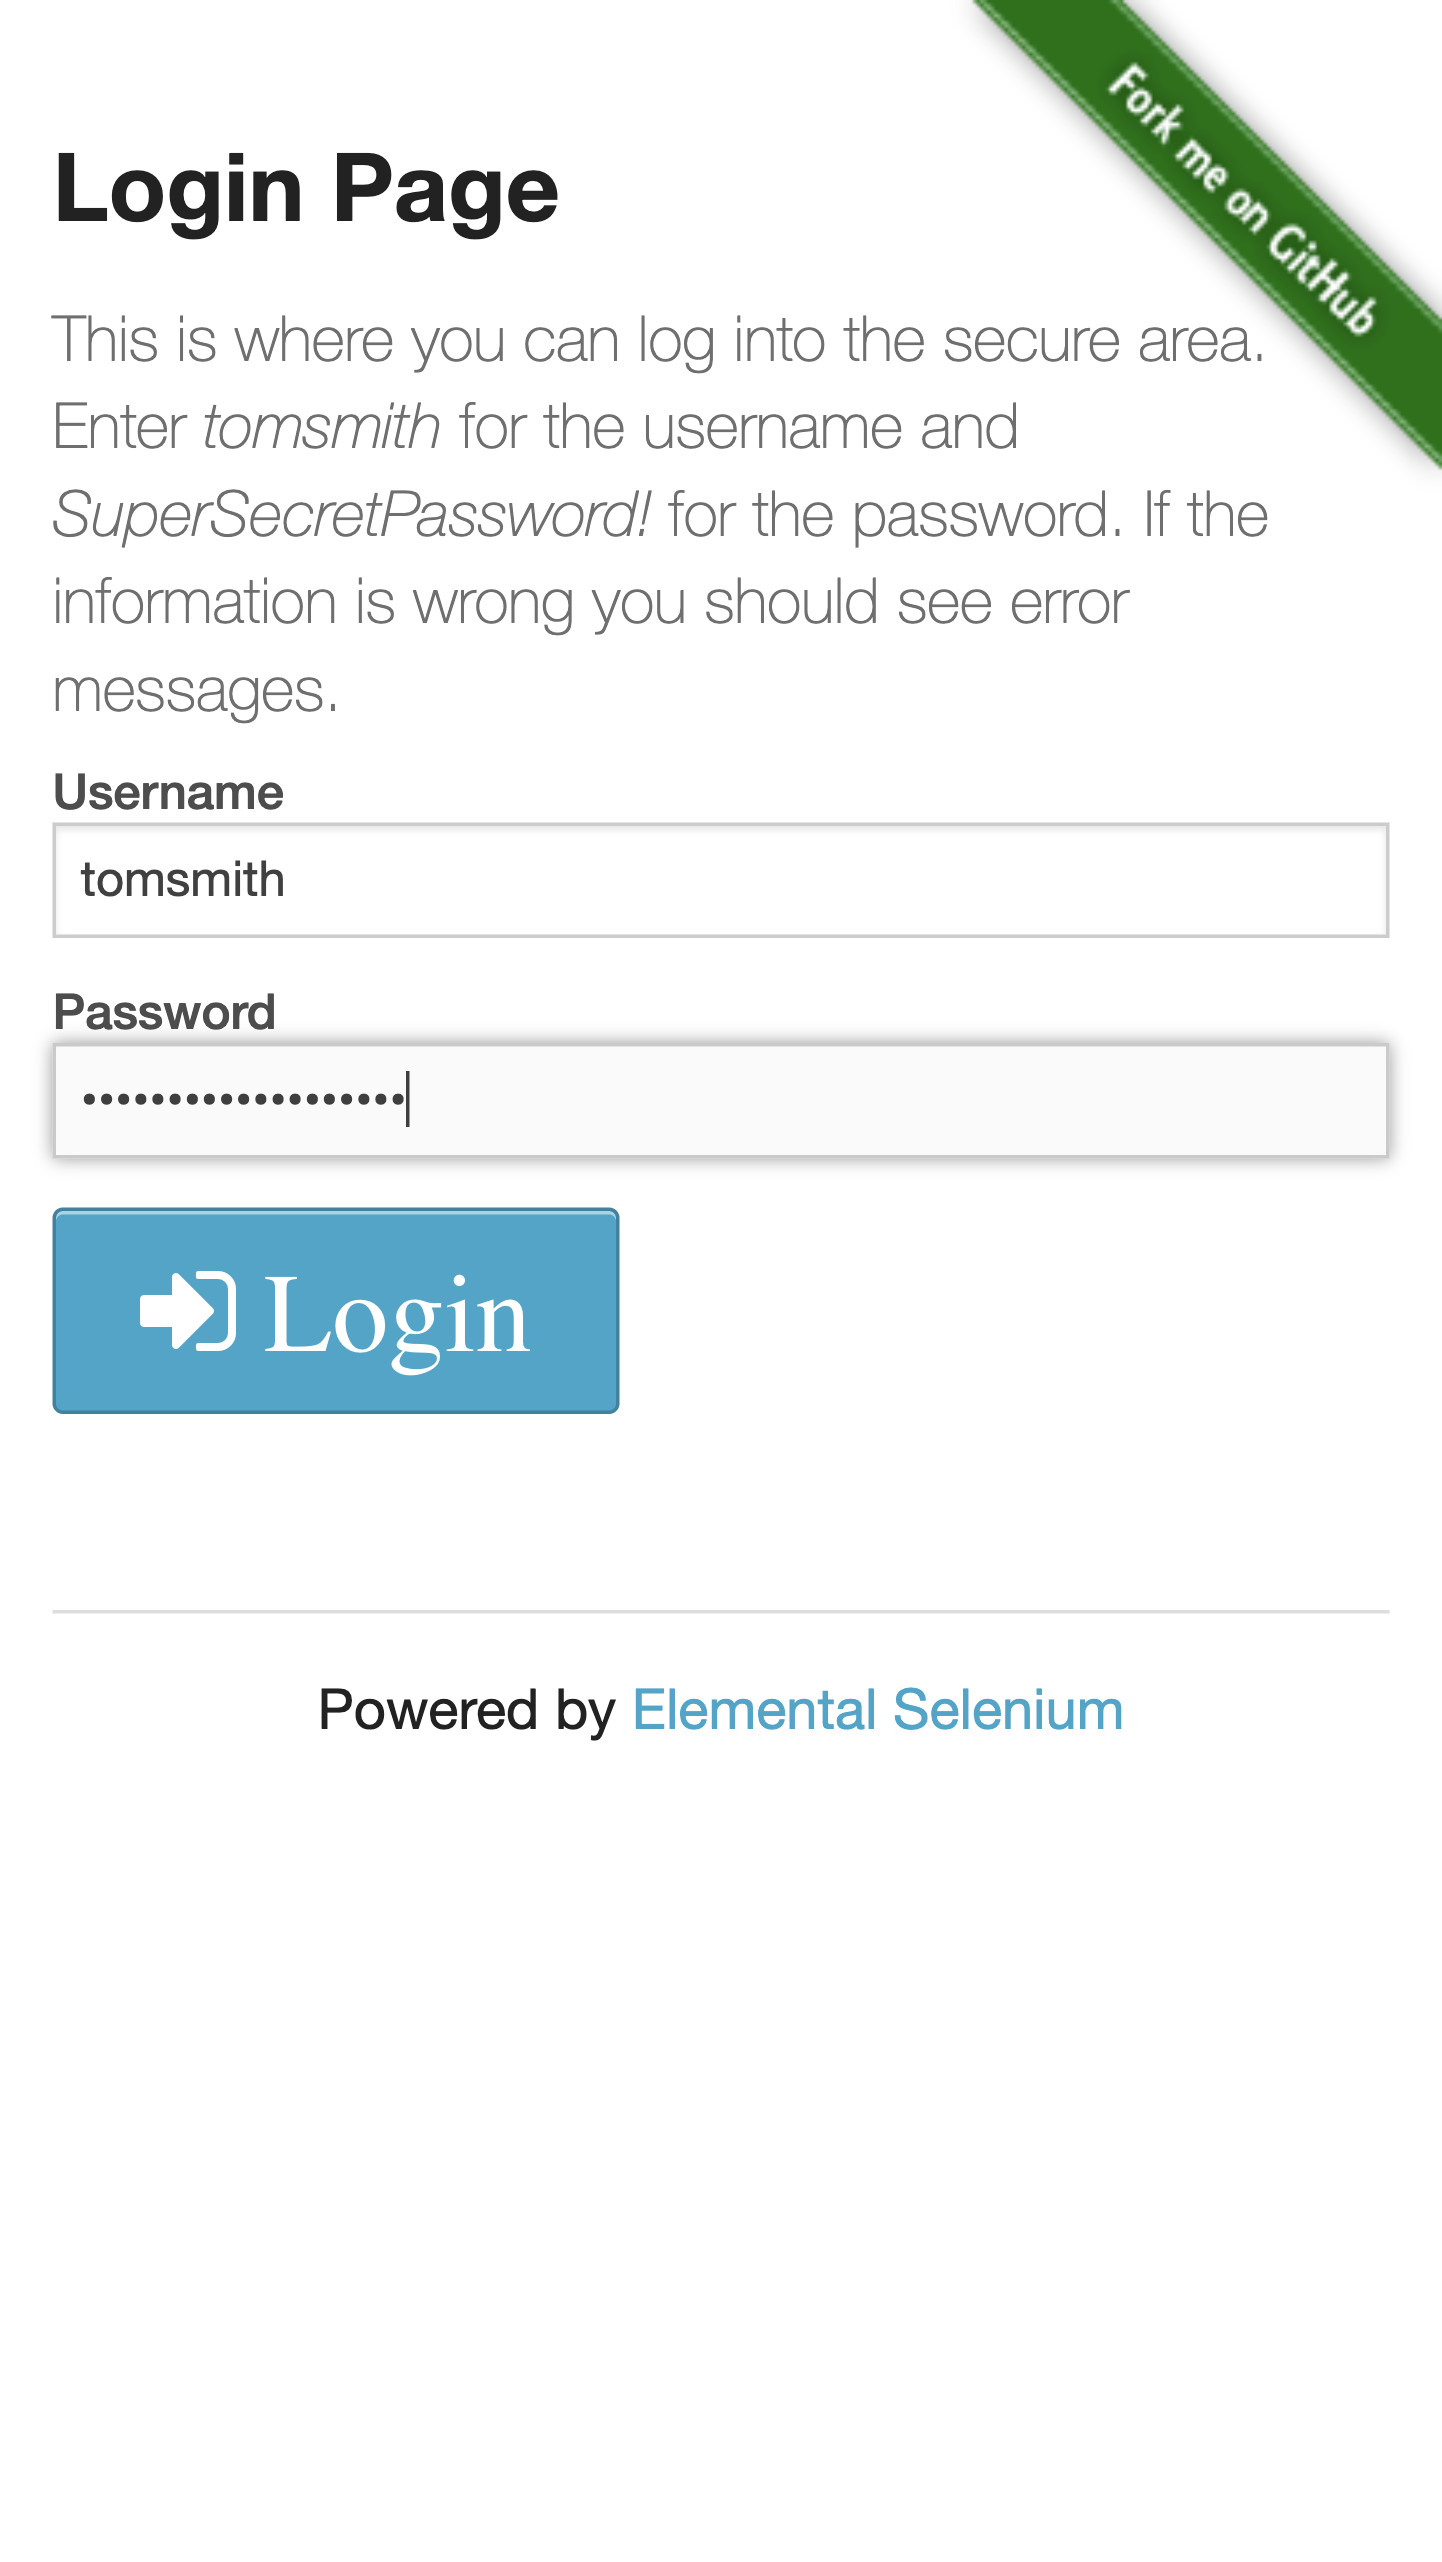 Fork me on GitHub
Login Page
This is where you can log into the secure area.
Enter tomsmith for the username and
SuperSecretPassword! for the password. If the
information is wrong you should see error
messages.
Username
tomsmith
Password
•••••••••••••••••••
Login
Powered by Elemental Selenium